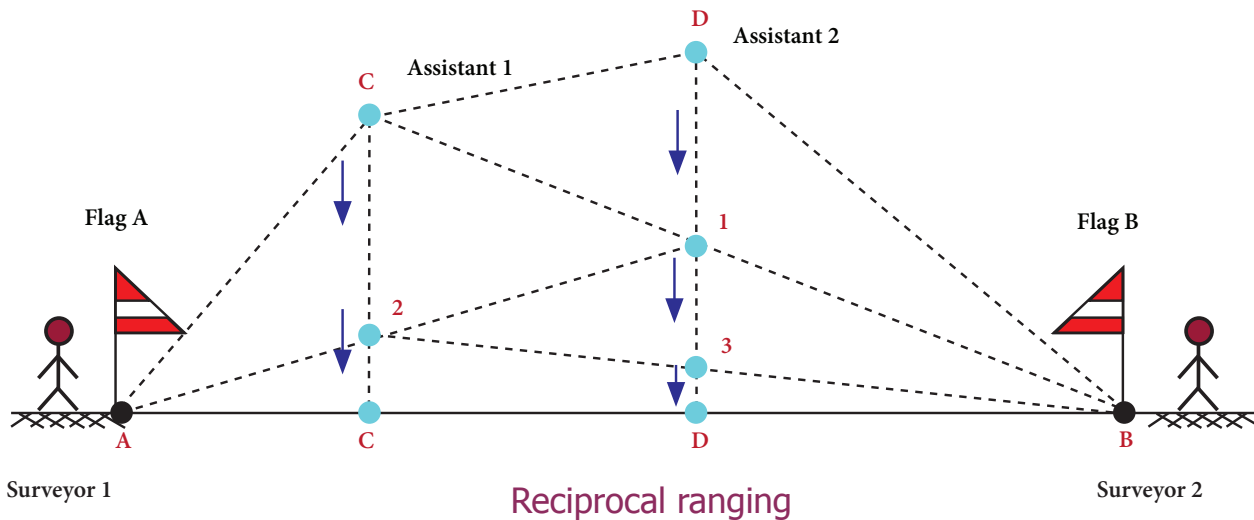 D
Assistant 2
C
Assistant 1
Flag A
1
Flag B
2
3
A
C
D
B
Surveyor 1
Reciprocal ranging
Surveyor 2